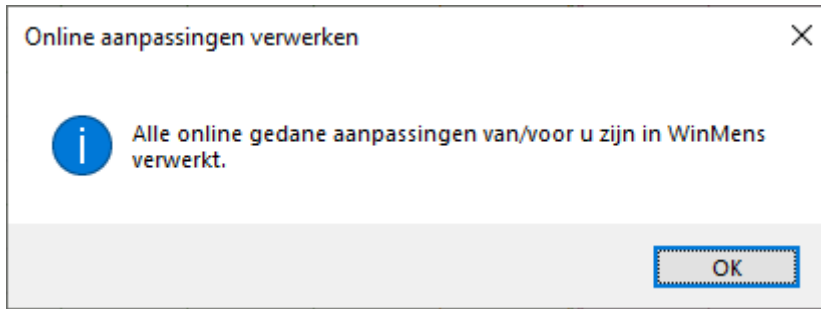 Online aanpassingen verwerken
Alle online gedane aanpassingen van/voor u zijn in WinMens
verwerkt.
OK